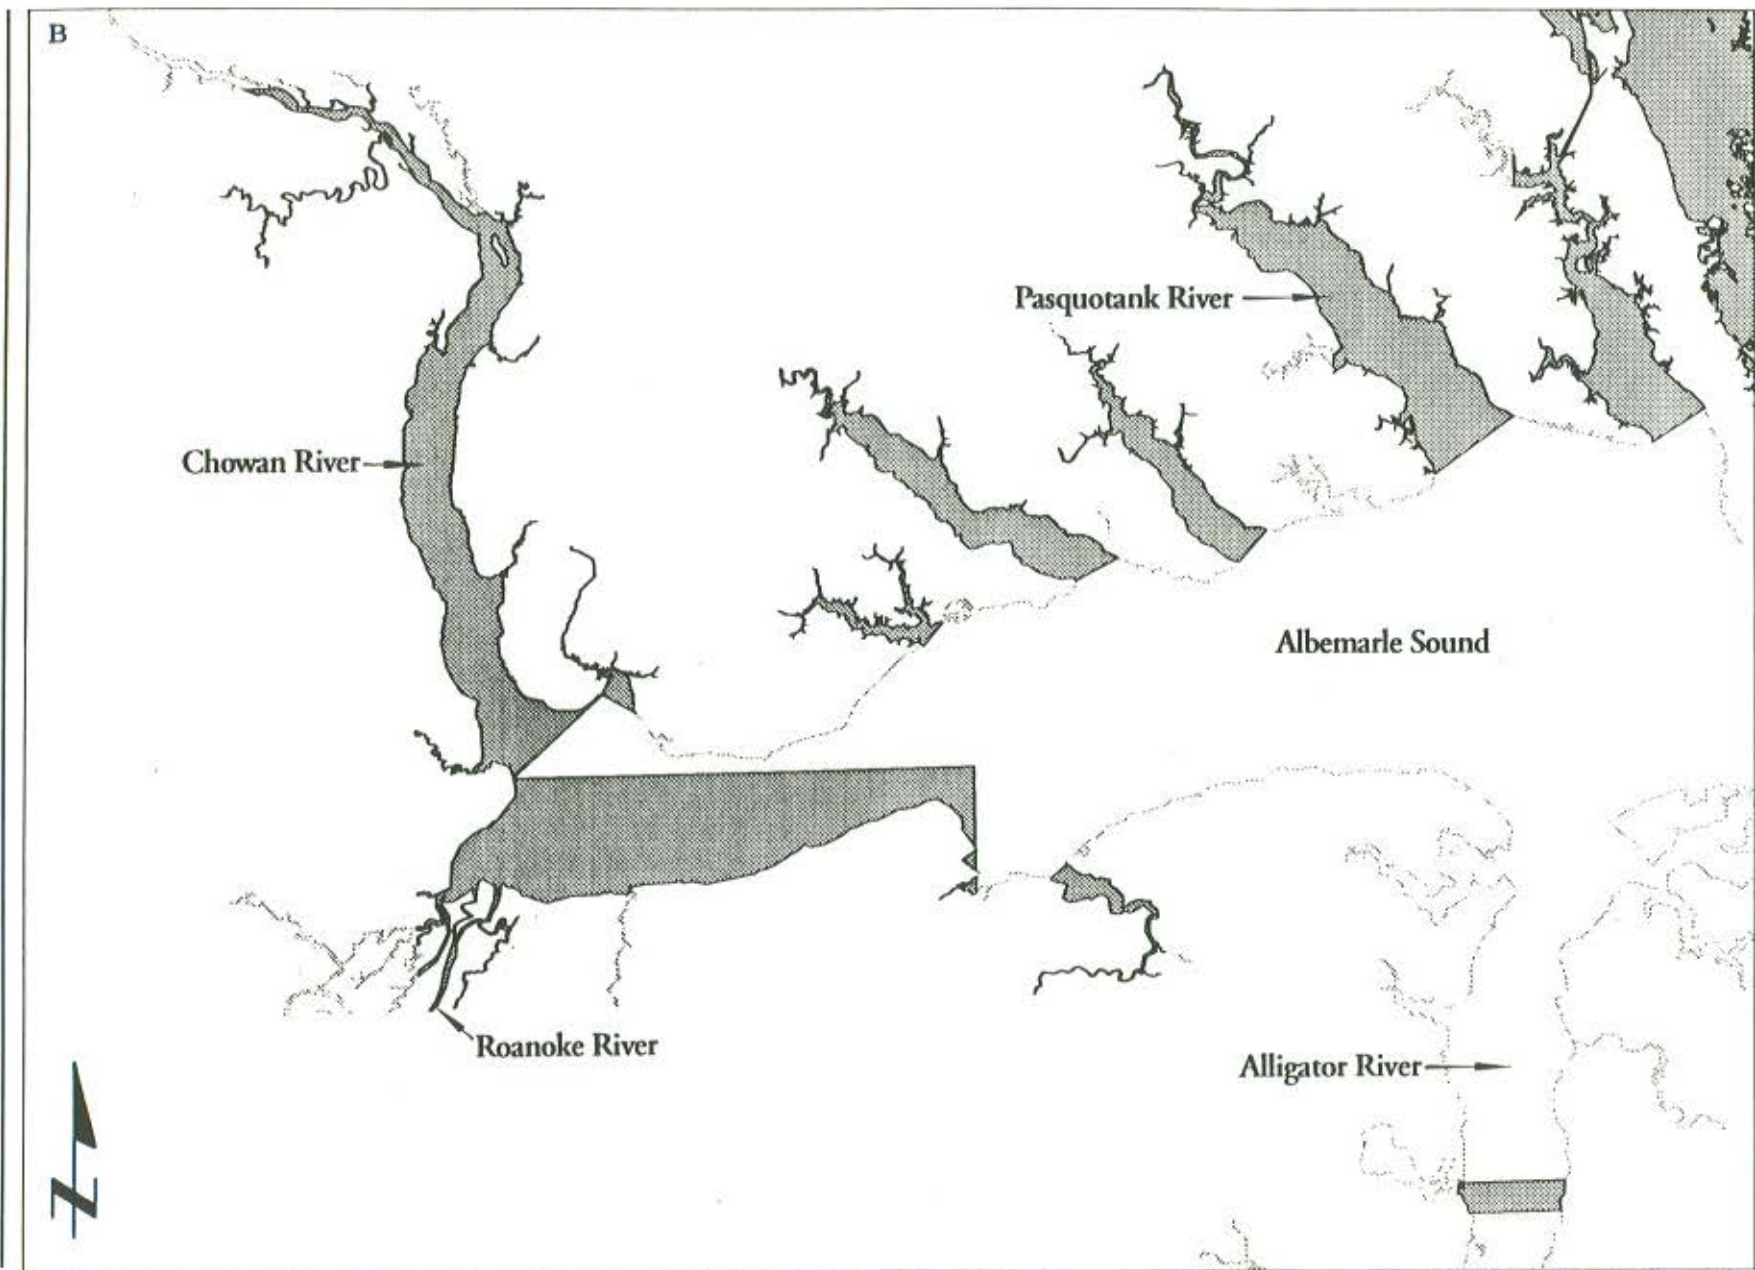 B
Pasquotank River
Chowan River
Albemarle Sound
Roanoke River
Alligator River
N